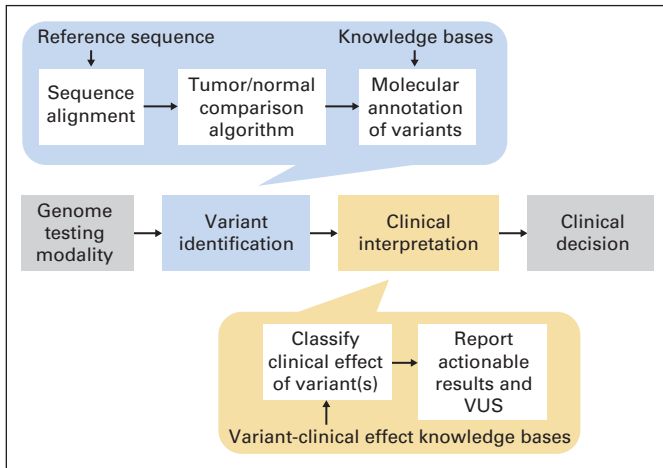 Reference sequence
Knowledge bases
Sequence
alignment
Tumor/normal
comparison
algorithm
Molecular
annotation
of variants
Genome
testing
modality
Variant
identification
Clinical
interpretation
Clinical
decision
Classify
clinical effect
of variant(s)
Report
actionable
results and
VUS
Variant-clinical effect knowledge bases